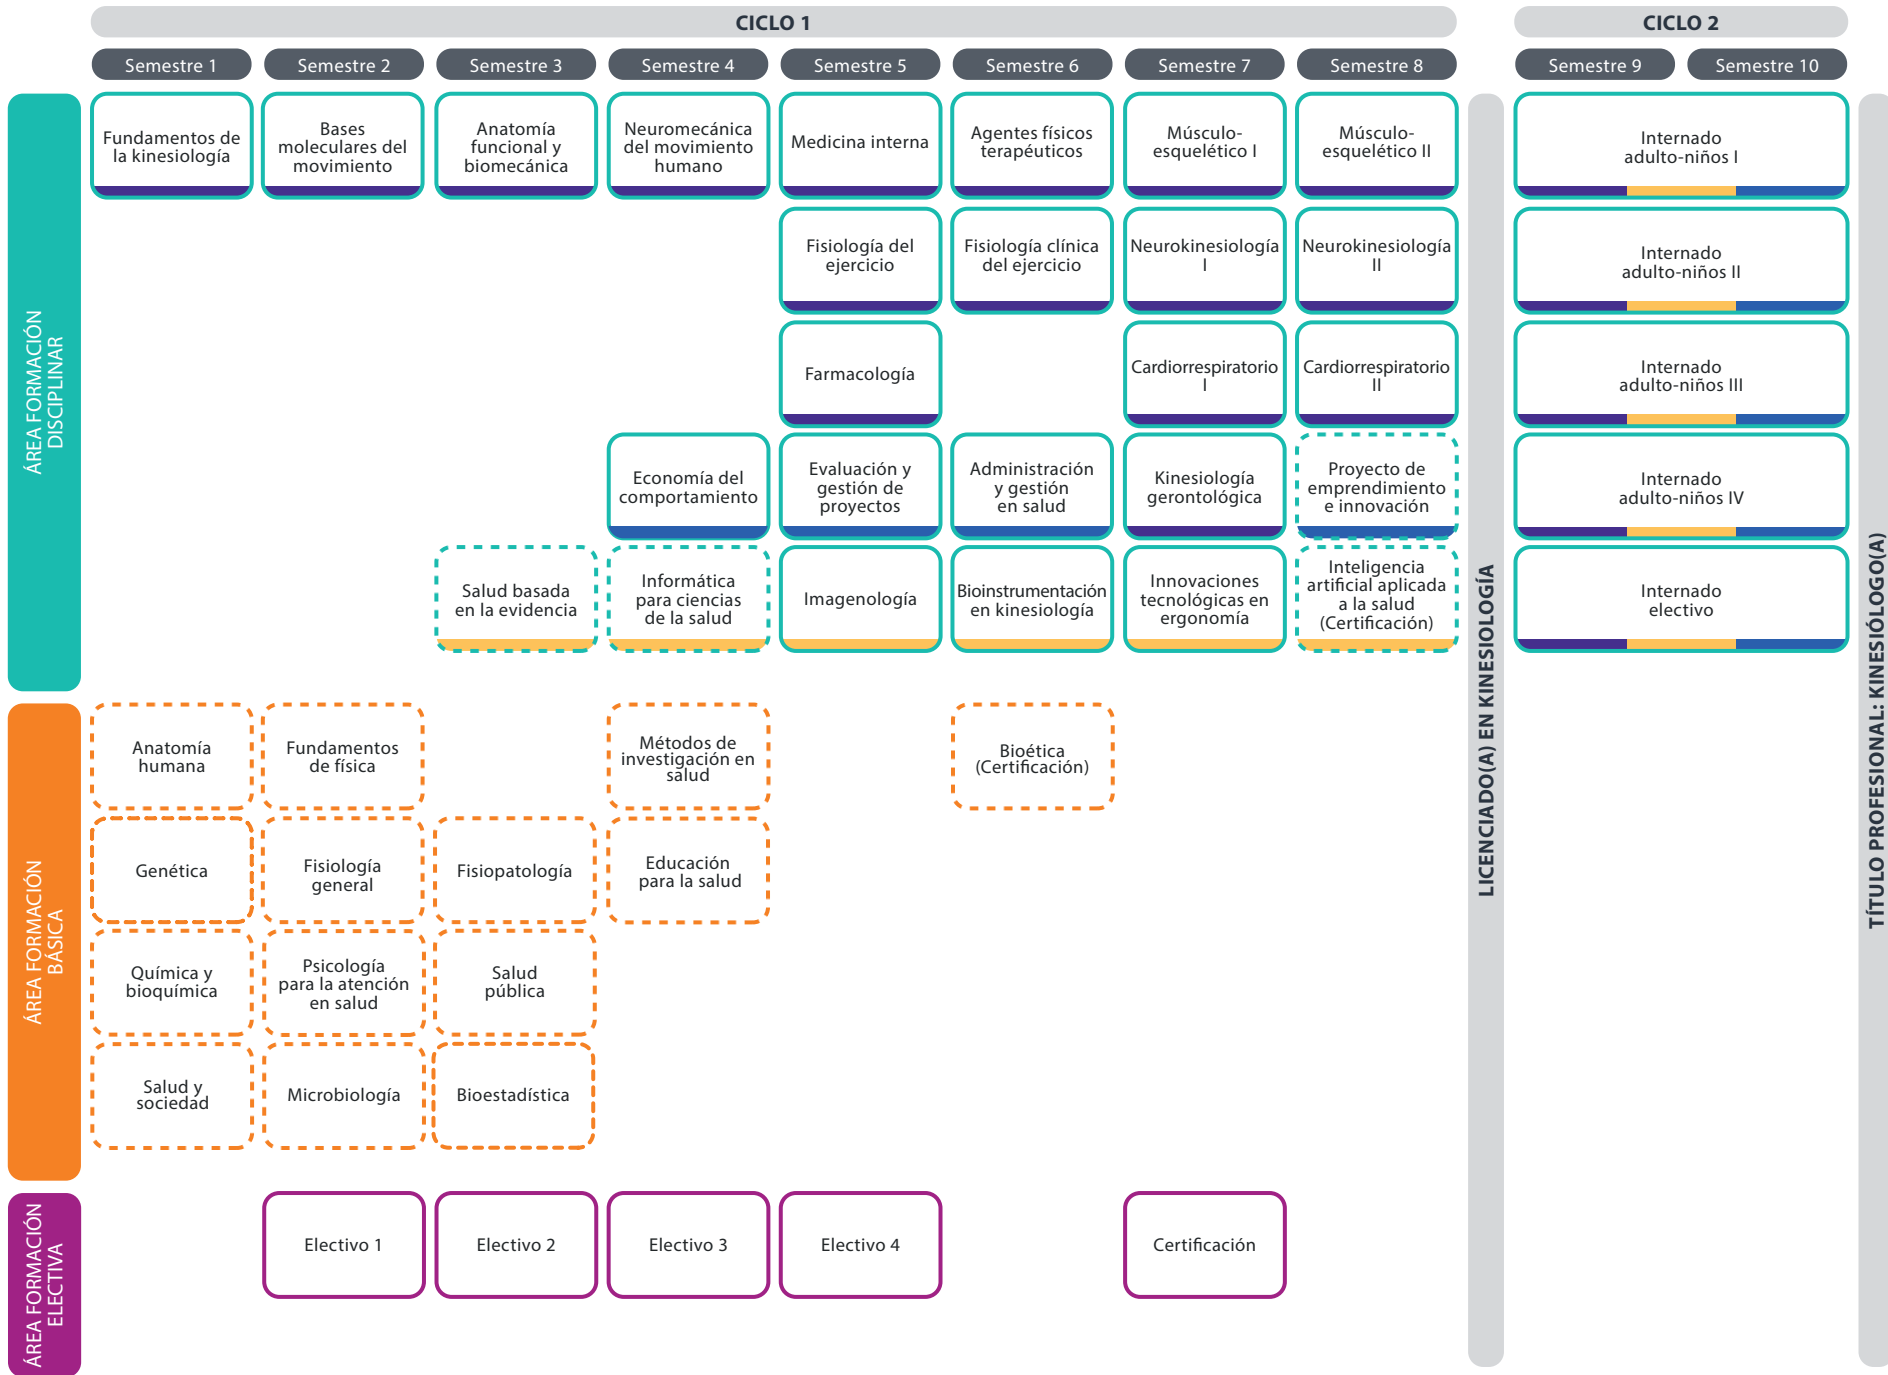 CICLO 1
CICLO 2
Semestre 1
Semestre 2
Semestre 3
Semestre 4
Semestre 5
Semestre 6
Semestre 7
Semestre 8
Semestre 9
Semestre 10
ÁREA FORMACIÓN
DISCIPLINAR
Fundamentos de
la kinesiología
Bases
moleculares del
movimiento
Anatomía
funcional y
biomecánica
Neuromecánica
del movimiento
humano
Medicina interna
Agentes físicos
terapéuticos
Músculo-
esquelético I
Músculo-
esquelético II
Internado
adulto-niños I
Fisiología del
ejercicio
Fisiología clínica
del ejercicio
Neurokinesiología
I
Neurokinesiología
II
Internado
adulto-niños II
Farmacología
Cardiorrespiratorio
I
Cardiorrespiratorio
II
Internado
adulto-niños III
Economía del
comportamiento
Evaluación y
gestión de
proyectos
Administración
y gestión
en salud
Kinesiología
gerontológica
Proyecto de
emprendimiento
e innovación
Internado
adulto-niños IV
Salud basada
en la evidencia
Informática
para ciencias
de la salud
Imagenología
Bioinstrumentación
en kinesiología
Innovaciones
tecnológicas en
ergonomía
Inteligencia
artificial aplicada
a la salud
(Certificación)
Internado
electivo
LICENCIADO(A) EN KINESIOLOGÍA
TÍTULO PROFESIONAL: KINESIÓLOGO(A)
ÁREA FORMACIÓN
BÁSICA
Anatomía
humana
Fundamentos
de física
Métodos de
investigación en
salud
Bioética
(Certificación)
Genética
Fisiología
general
Fisiopatología
Educación
para la salud
Química y
bioquímica
Psicología
para la atención
en salud
Salud
pública
Salud y
sociedad
Microbiología
Bioestadística
ÁREA FORMACIÓN
ELECTIVA
Electivo 1
Electivo 2
Electivo 3
Electivo 4
Certificación